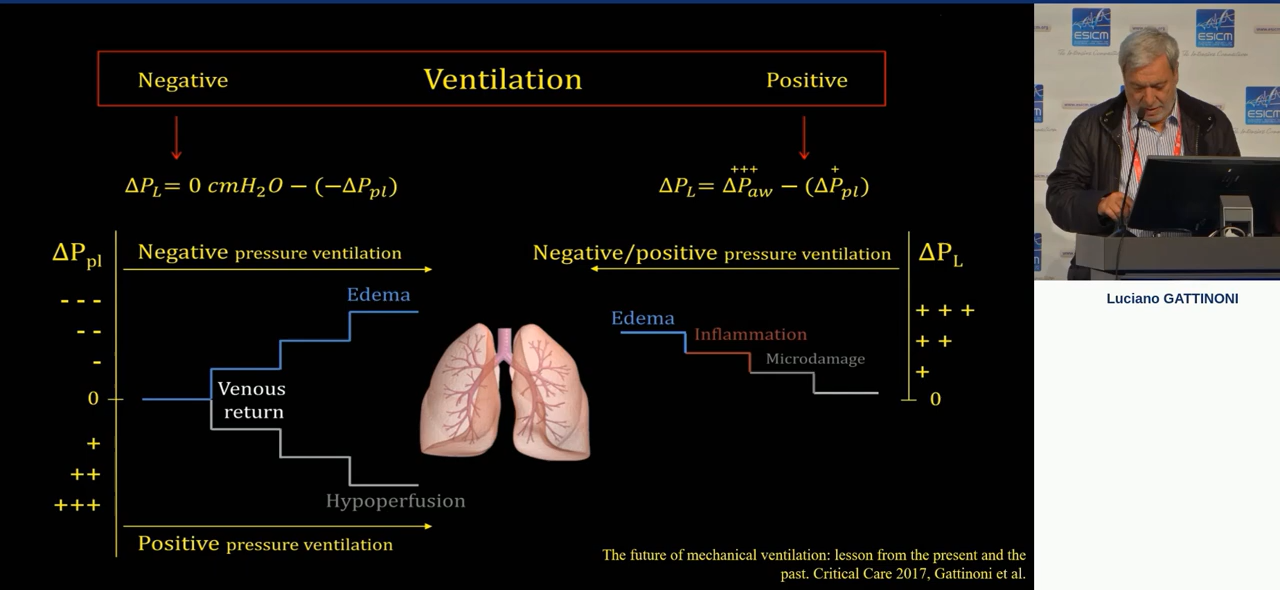 Negative Ventilation Positive
ΔP_L = 0 cmH₂O − (−ΔP_pl)
+++ +
ΔP_L = ΔP_aw − (ΔP_pl)
ΔP_pl
Negative pressure ventilation
- - -
- -
-
0
+
++
+++
Edema
Venous
return
Hypoperfusion
Positive pressure ventilation
Negative/positive pressure ventilation
ΔP_L
+ + +
+ +
+
0
Edema
Inflammation
Microdamage
The future of mechanical ventilation: lesson from the present and the
past. Critical Care 2017, Gattinoni et al.
ESICM
ESICM
Luciano GATTINONI